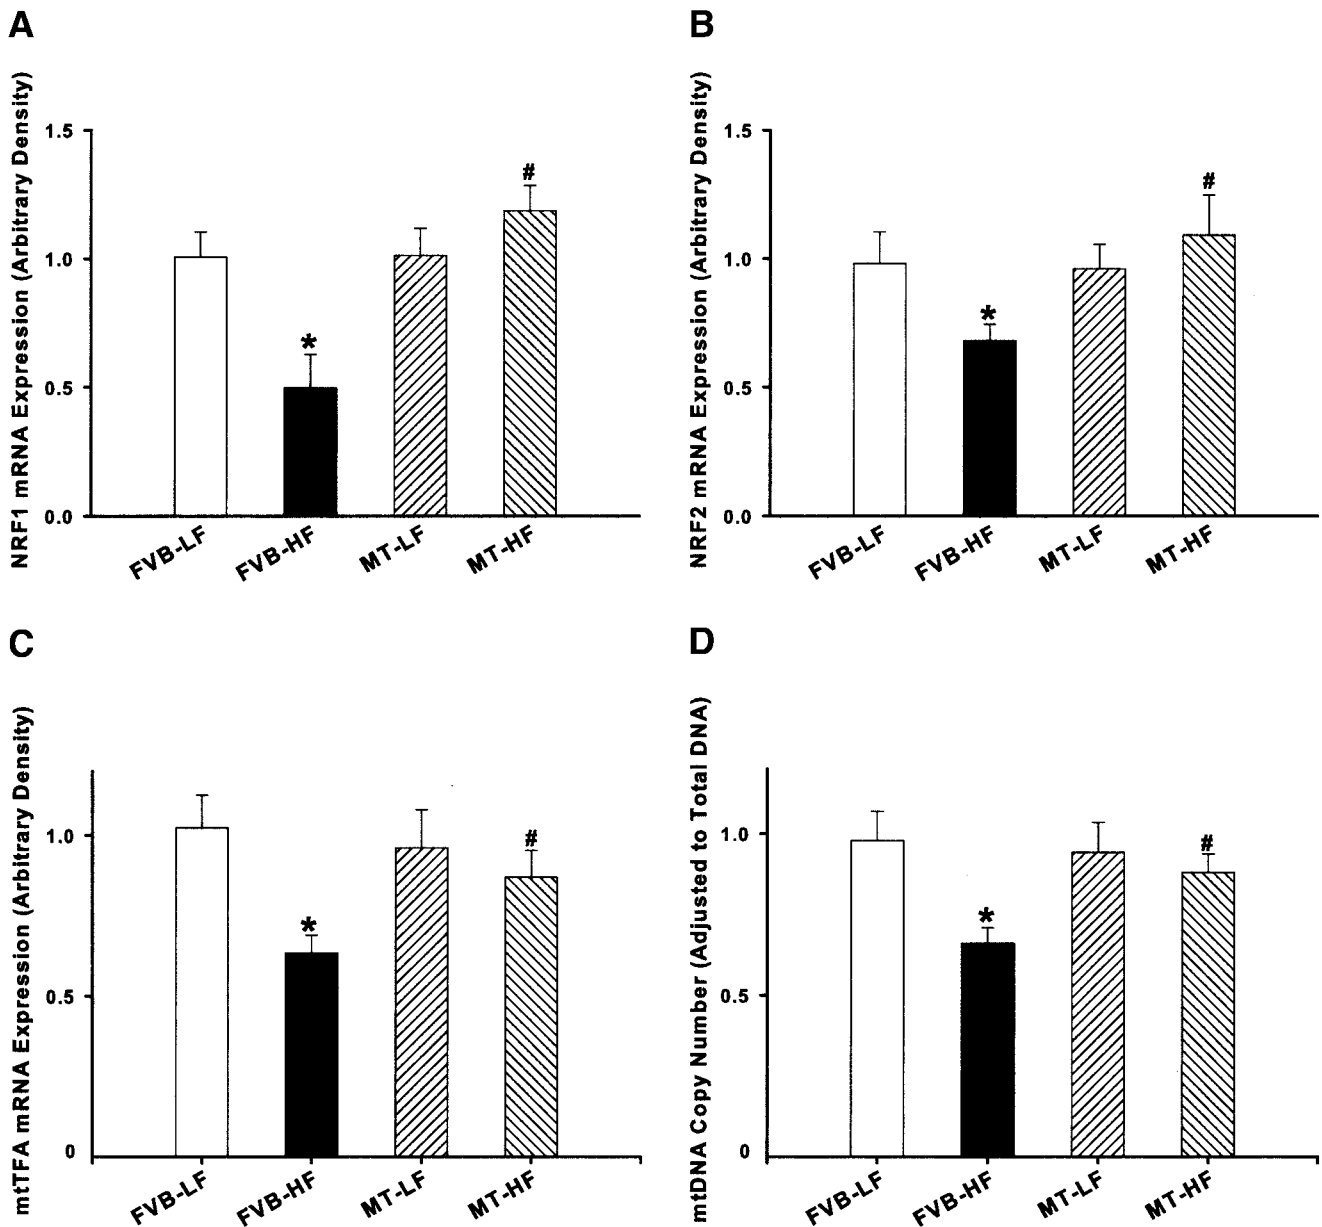 A
NRF1 mRNA Expression (Arbitrary Density)
1.5
1.0
0.5
0.0
#
*
FVB-LF
FVB-HF
MT-LF
MT-HF
B
NRF2 mRNA Expression (Arbitrary Density)
1.5
1.0
0.5
0.0
#
*
FVB-LF
FVB-HF
MT-LF
MT-HF
C
mtTFA mRNA Expression (Arbitrary Density)
1.0
0.5
0
#
*
FVB-LF
FVB-HF
MT-LF
MT-HF
D
mtDNA Copy Number (Adjusted to Total DNA)
1.0
0.5
0
#
*
FVB-LF
FVB-HF
MT-LF
MT-HF